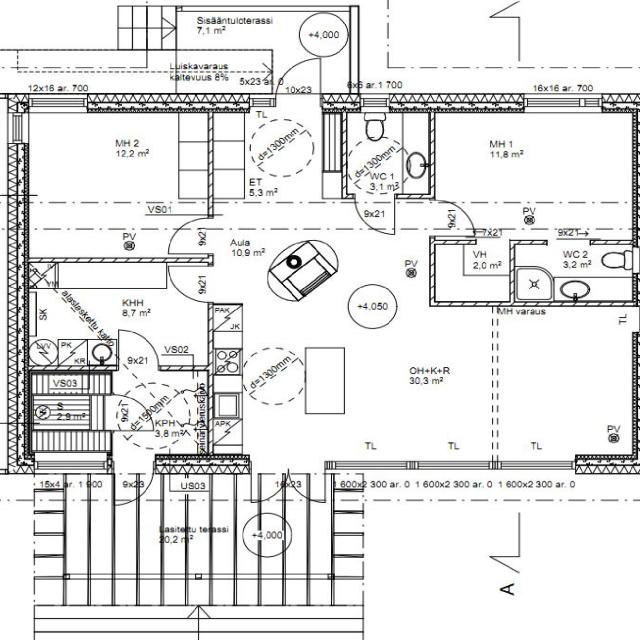 Sisääntuloterassi
7,1 m²
+4,000
A
Luiskavaraus
kaltevuus 8%
5x23 ar. 0
10x23
12x16 ar. 700
6x6 ar.1 700
16x16 ar. 700
TL
MH 2
12,2 m²
d=1300mm
ET
5,3 m²
d=1300mm
WC 1
3,1 m²
MH 1
11,8 m²
VS01
PV
9x21
Aula
10,9 m²
9x21
9x21
PV
7x21
9x21
PV
VH
2,0 m²
WC 2
3,2 m²
9x21
KHH
8,7 m²
alaslaskettu katto
SK
+4.050
MH varaus
TL
PAK
JK
LVV
PK
KR
9x21
VS02
VS03
S
2,9 m²
9x21
d=1500mm
KPH
3,8 m²
d=1300mm
APK
OH+K+R
30,3 m²
PV
TL
TL
TL
15x4 ar. 1 900
9x23
US03
16x23
1 600x2 300 ar. 0
1 600x2 300 ar. 0
1 600x2 300 ar. 0
Lasitettu terassi
20,2 m²
+4,000
A